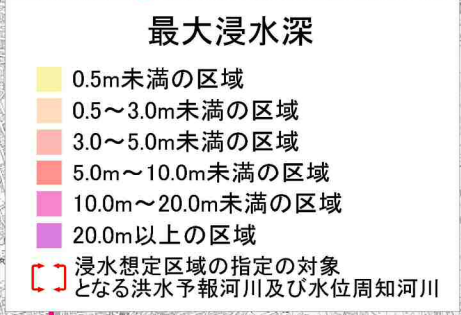 最大浸水深
0.5m未満の区域
0.5～3.0m未満の区域
3.0～5.0m未満の区域
5.0m～10.0m未満の区域
10.0m～20.0m未満の区域
20.0m以上の区域
浸水想定区域の指定の対象
となる洪水予報河川及び水位周知河川